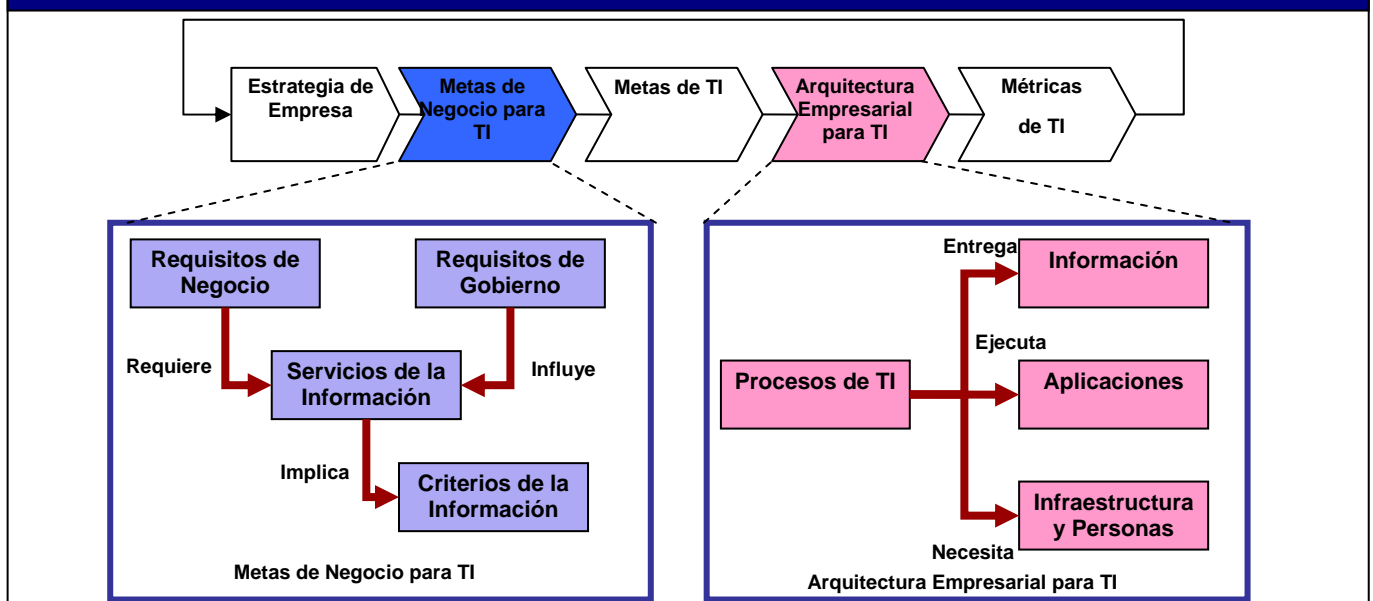 Estrategia de
Empresa
Metas de
Negocio para
TI
Metas de TI
Arquitectura
Empresarial
para TI
Métricas
de TI
Requisitos de
Negocio
Requisitos de
Gobierno
Requiere
Servicios de la
Información
Influye
Implica
Criterios de la
Información
Metas de Negocio para TI
Entrega
Información
Ejecuta
Procesos de TI
Aplicaciones
Infraestructura
y Personas
Necesita
Arquitectura Empresarial para TI